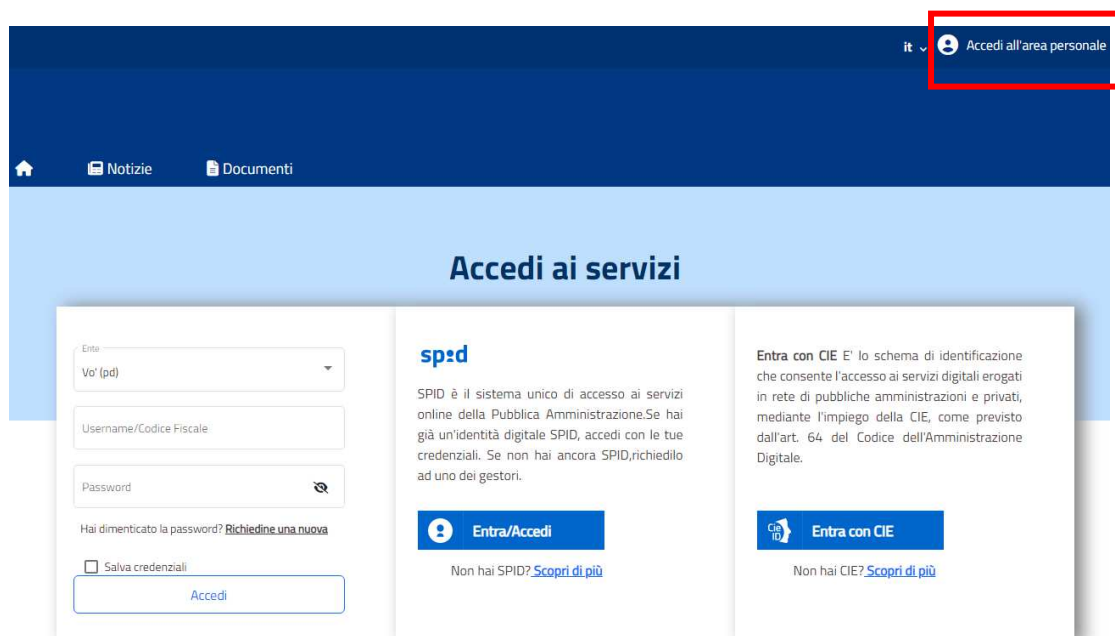 it
Accedi all'area personale
Notizie
Documenti
Accedi ai servizi
Ente
Vo' (pd)
Username/Codice Fiscale
Password
Hai dimenticato la password? Richiedine una nuova
Salva credenziali
Accedi
sp:d
SPID è il sistema unico di accesso ai servizi
online della Pubblica Amministrazione.Se hai
già un'identità digitale SPID, accedi con le tue
credenziali. Se non hai ancora SPID,richiedilo
ad uno dei gestori.
Entra/Accedi
Non hai SPID? Scopri di più
Entra con CIE E' lo schema di identificazione
che consente l'accesso ai servizi digitali erogati
in rete di pubbliche amministrazioni e privati,
mediante l'impiego della CIE, come previsto
dall'art. 64 del Codice dell'Amministrazione
Digitale.
Cie
ID
Entra con CIE
Non hai CIE? Scopri di più